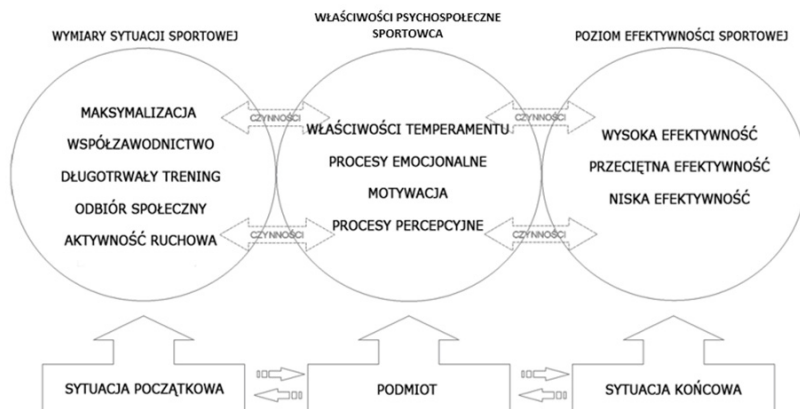 WYMIARY SYTUACJI SPORTOWEJ
WŁAŚCIWOŚCI PSYCHOSPOŁECZNE
SPORTOWCA
POZIOM EFEKTYWNOŚCI SPORTOWEJ
MAKSYMALIZACJA
WSPÓŁZAWODNICTWO
DŁUGOTRWAŁY TRENING
ODBIÓR SPOŁECZNY
AKTYWNOŚĆ RUCHOWA
CZYNNOŚCI
CZYNNOŚCI
WŁAŚCIWOŚCI TEMPERAMENTU
PROCESY EMOCJONALNE
MOTYWACJA
PROCESY PERCEPCYJNE
CZYNNOŚCI
CZYNNOŚCI
WYSOKA EFEKTYWNOŚĆ
PRZECIĘTNA EFEKTYWNOŚĆ
NISKA EFEKTYWNOŚĆ
SYTUACJA POCZĄTKOWA
PODMIOT
SYTUACJA KOŃCOWA